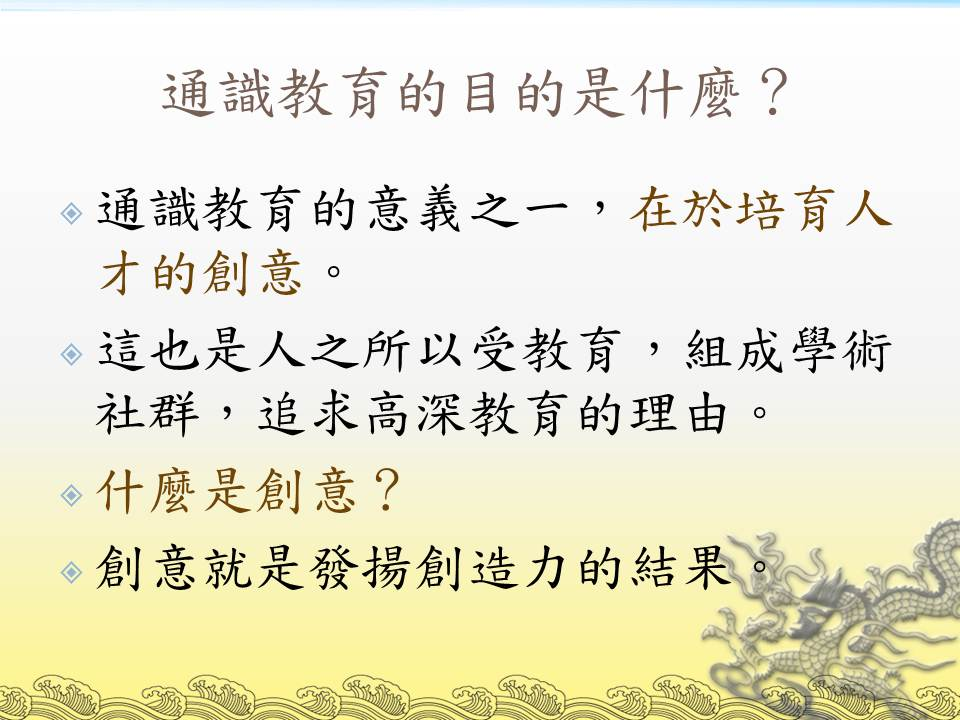 通識教育的目的是什麼？
通識教育的意義之一，在於培育人
才的創意。
這也是人之所以受教育，組成學術
社群，追求高深教育的理由。
什麼是創意？
創意就是發揚創造力的結果。